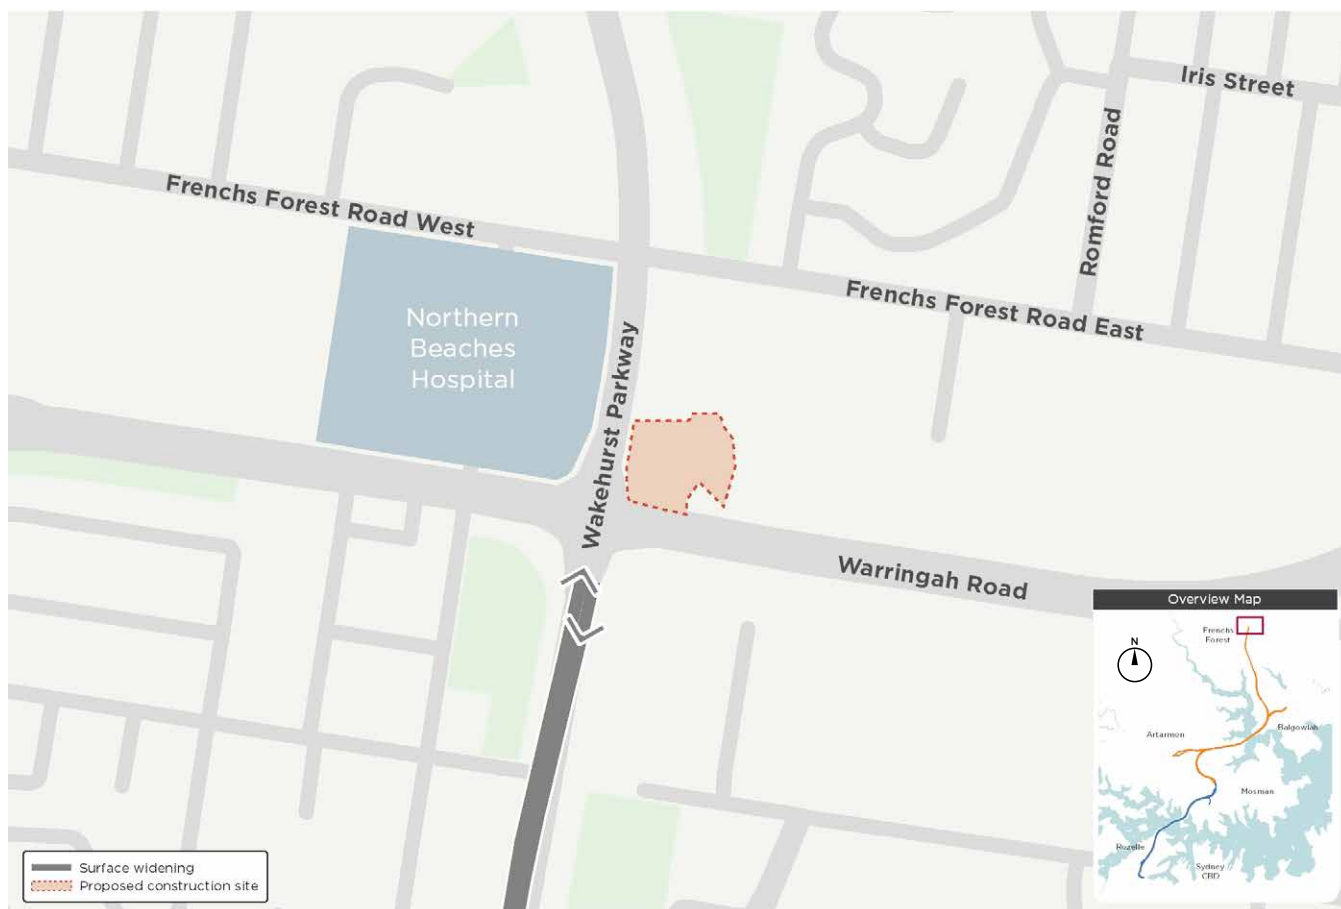 Iris Street
Romford Road
Frenchs Forest Road West
Frenchs Forest Road East
Northern
Beaches
Hospital
Wakehurst Parkway
Warringah Road
Overview Map
Frenchs
Forest
N
Balgowlah
Artarmon
Mosman
Rozelle
Sydney
CBD
Surface widening
Proposed construction site